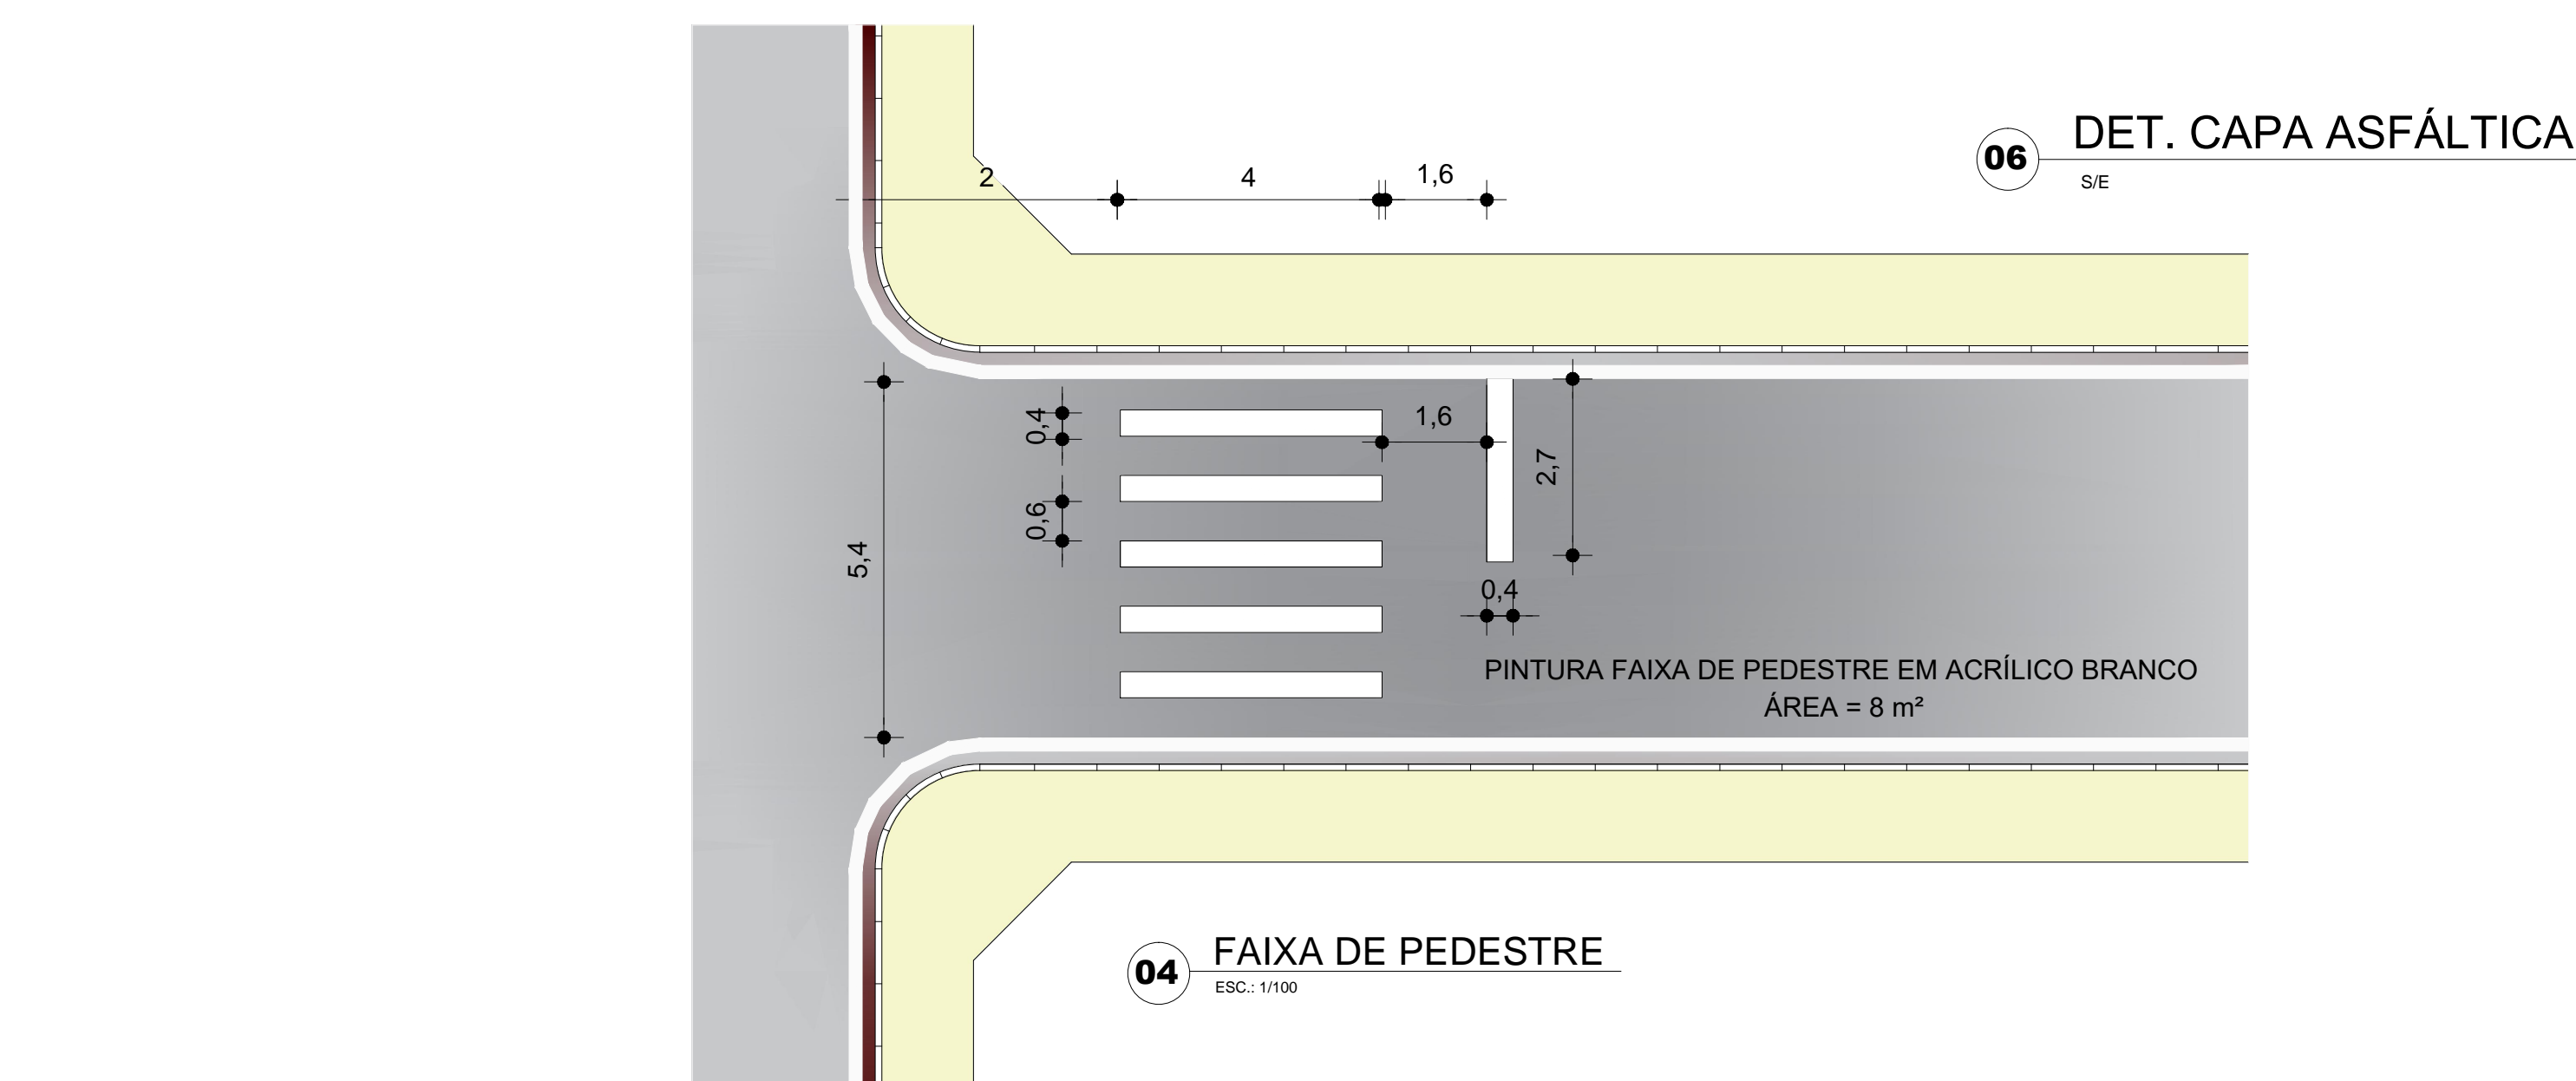 DET. CAPA ASFÁLTICA
06
S/E
2
4
1,6
0,4
1,6
2,7
0,6
5,4
0,4
PINTURA FAIXA DE PEDESTRE EM ACRÍLICO BRANCO
ÁREA = 8 m²
FAIXA DE PEDESTRE
04
ESC.: 1/100